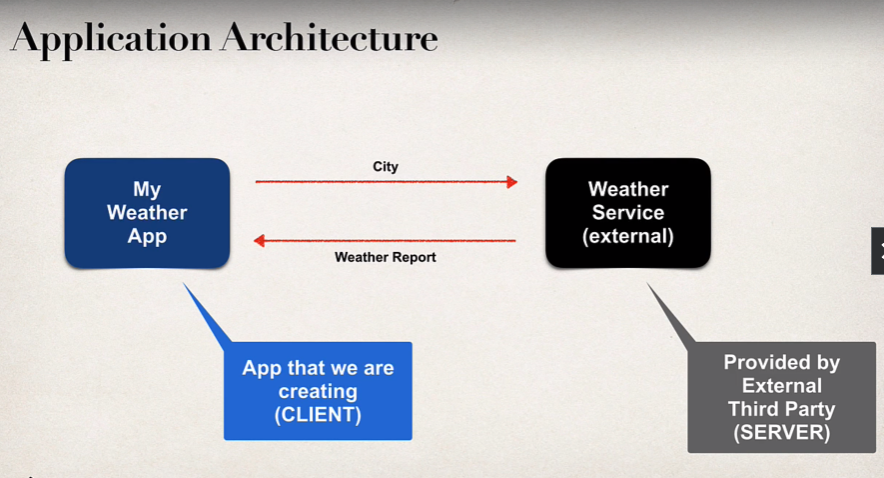 Application Architecture
City
My
Weather
App
Weather
Service
(external)
Weather Report
App that we are
creating
(CLIENT)
Provided by
External
Third Party
(SERVER)